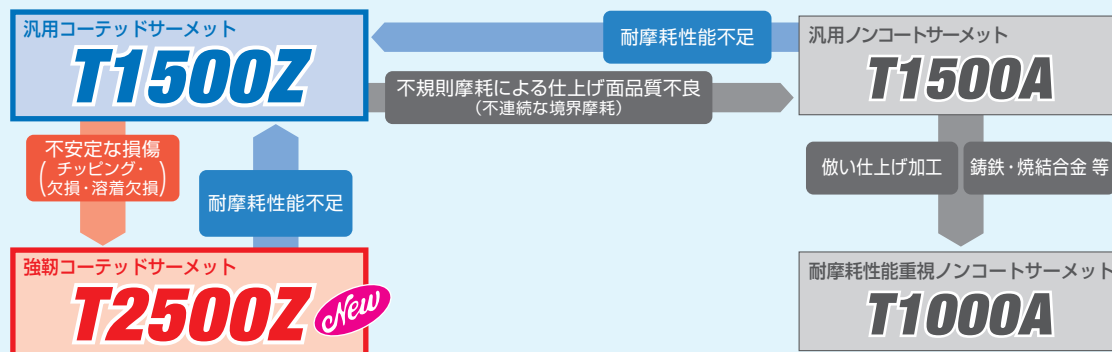 汎用コーテッドサーメット
T1500Z
耐摩耗性能不足
汎用ノンコートサーメット
T1500A
不規則摩耗による仕上げ面品質不良
（不連続な境界摩耗）
不安定な損傷
（チッピング・
欠損・溶着欠損）
耐摩耗性能不足
倣い仕上げ加工
鋳鉄・焼結合金 等
強靭コーテッドサーメット
T2500Z New
耐摩耗性能重視ノンコートサーメット
T1000A